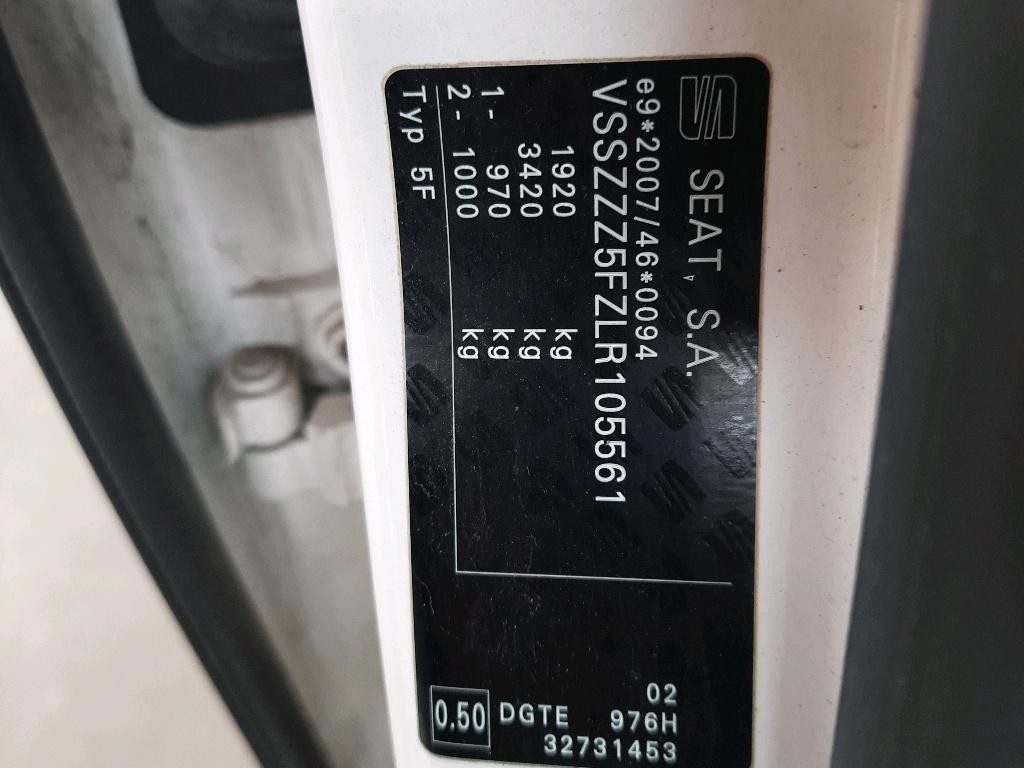 SEAT, S.A.
e9*2007/46*0094
VSSZZZ5FZLR105561
1920 kg
3420 kg
1- 970 kg
2- 1000 kg
Typ 5F
02
DGTE 976H
32731453
0.50